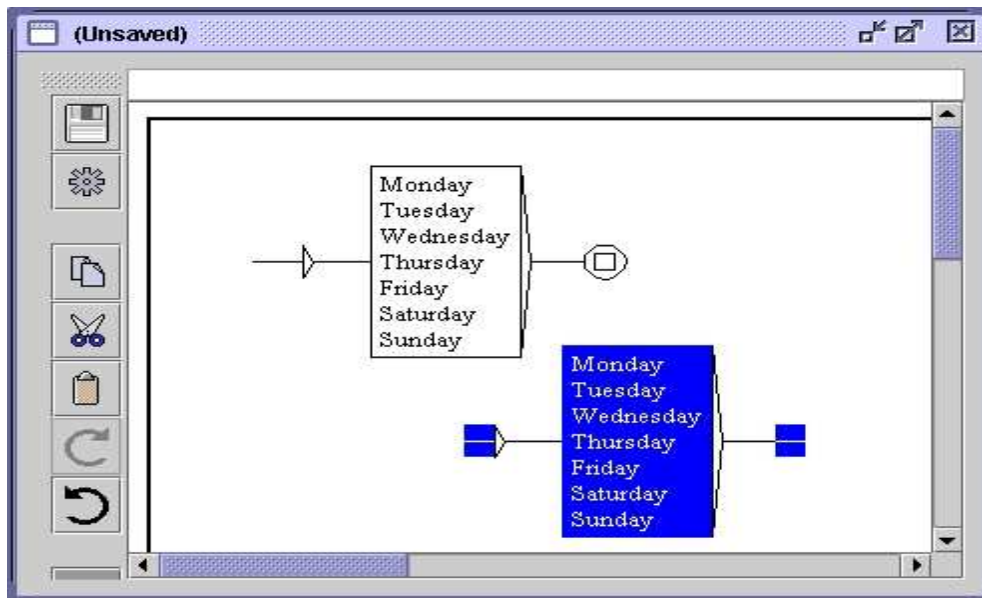 (Unsaved)
Monday
Tuesday
Wednesday
Thursday
Friday
Saturday
Sunday
Monday
Tuesday
Wednesday
Thursday
Friday
Saturday
Sunday